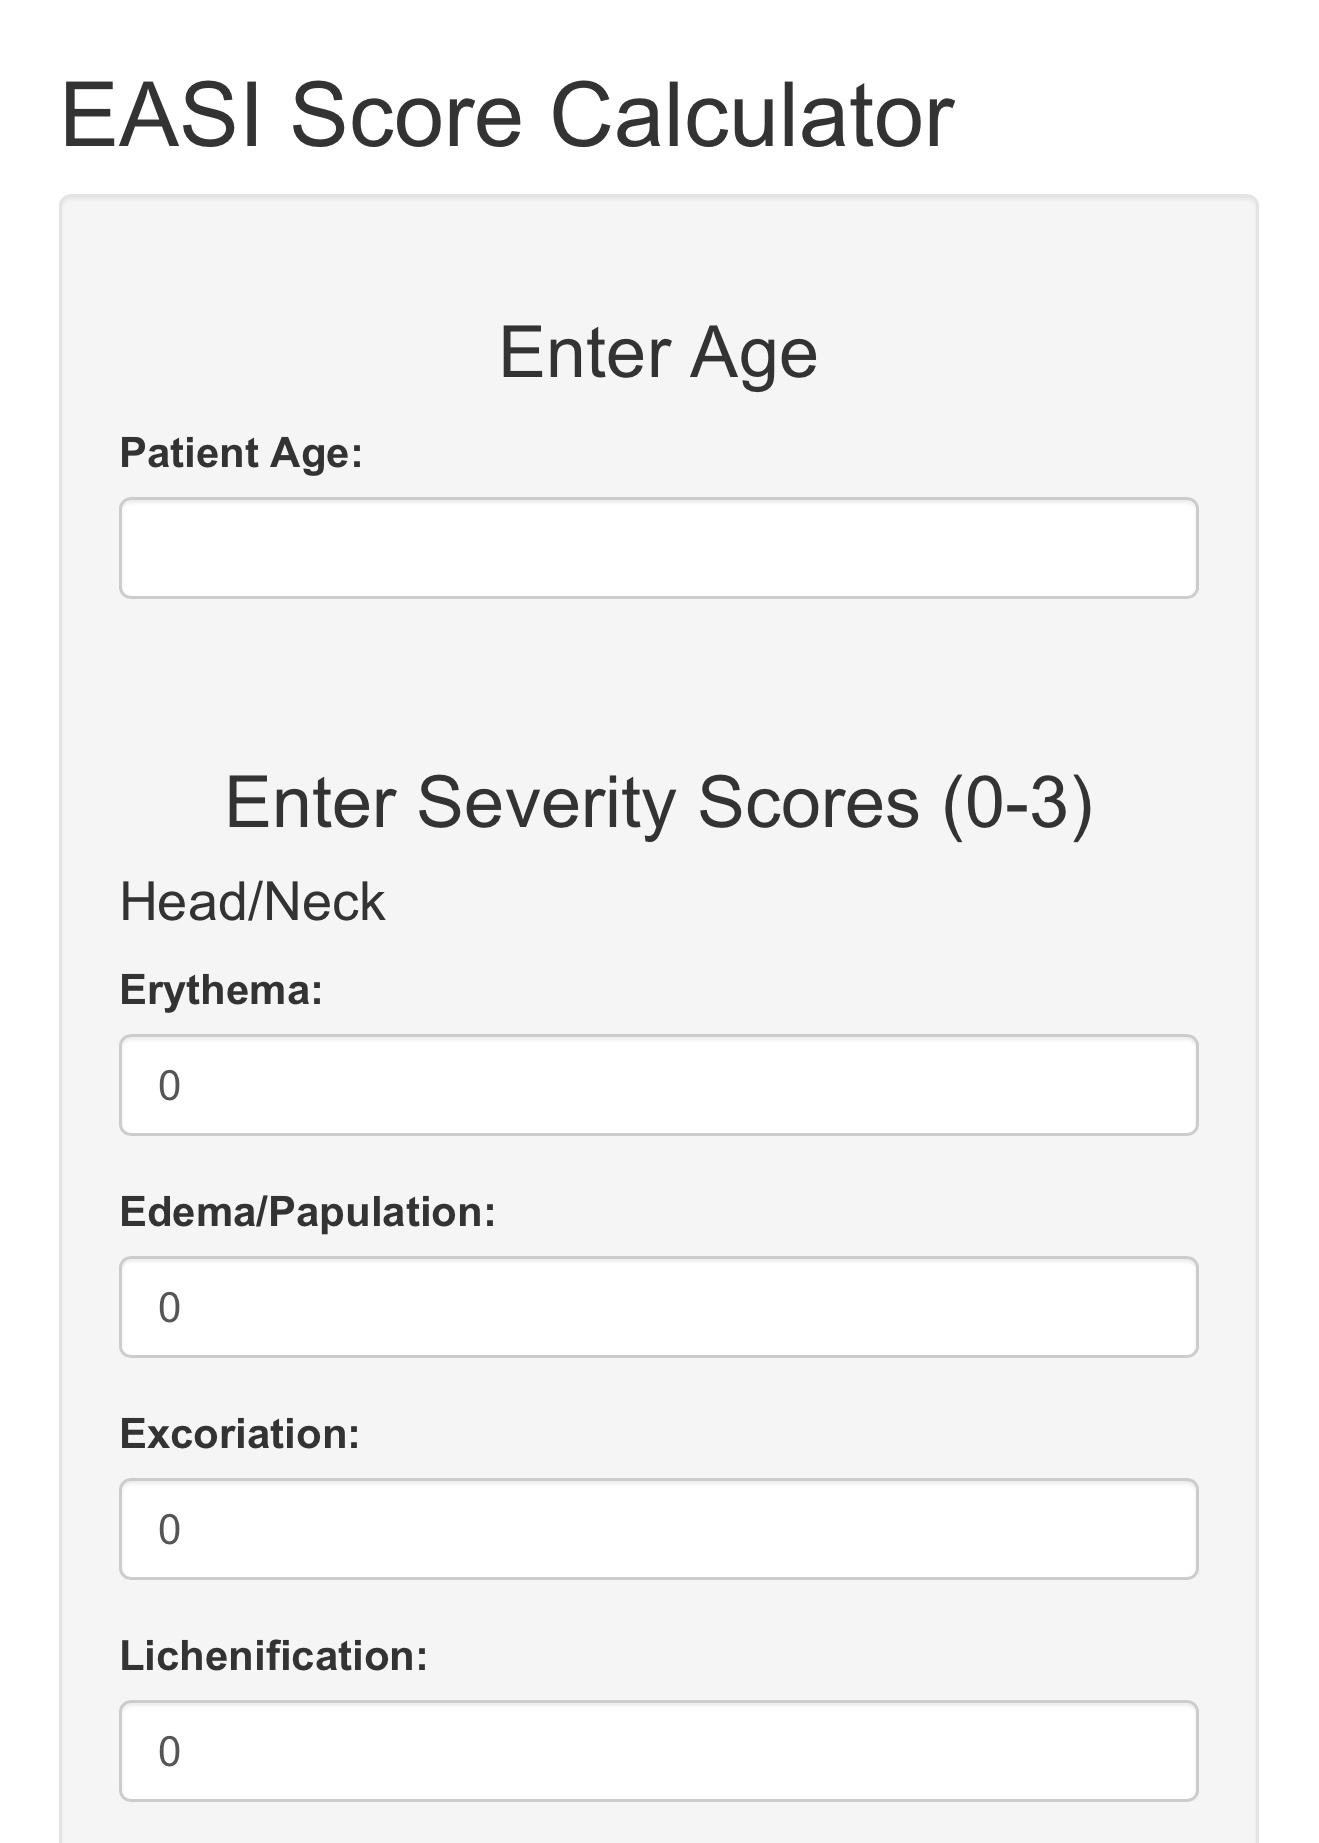 EASI Score Calculator
Enter Age
Patient Age:
Enter Severity Scores (0-3)
Head/Neck
Erythema:
0
Edema/Papulation:
0
Excoriation:
0
Lichenification:
0